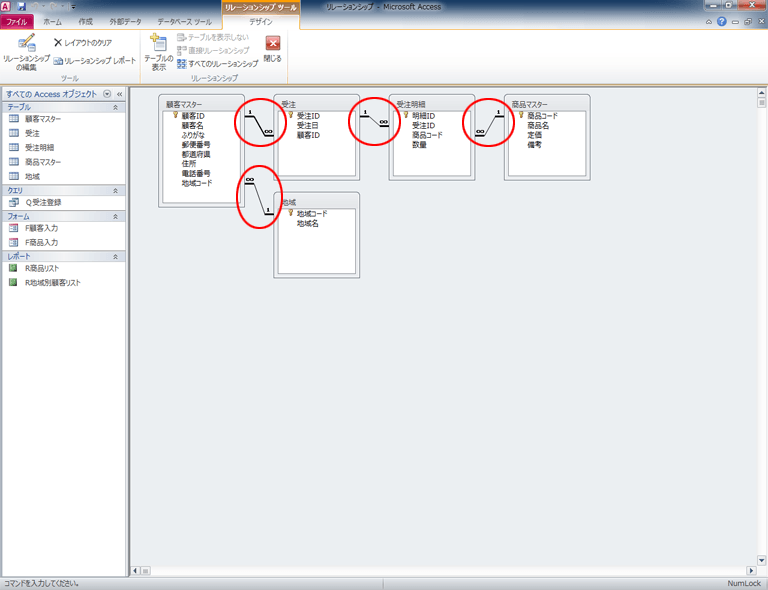 リレーションシップ ツール
リレーションシップ - Microsoft Access
ファイル ホーム 作成 外部データ データベース ツール デザイン
リレーションシップの編集
レイアウトのクリア
リレーションシップ レポート
ツール
テーブルの表示
テーブルを表示しない
直接リレーションシップ
すべてのリレーションシップ
閉じる
リレーションシップ
すべての Access オブジェクト
テーブル
顧客マスター
受注
受注明細
商品マスター
地域
クエリ
Q受注登録
フォーム
F顧客入力
F商品入力
レポート
R商品リスト
R地域別顧客リスト
顧客マスター
顧客ID
顧客名
ふりがな
郵便番号
都道府県
住所
電話番号
地域コード
1 ∞
∞ 1
受注
受注ID
受注日
顧客ID
1 ∞
受注明細
明細ID
受注ID
商品コード
数量
∞ 1
商品マスター
商品コード
商品名
定価
備考
地域
地域コード
地域名
コマンドを入力してください。
NumLock